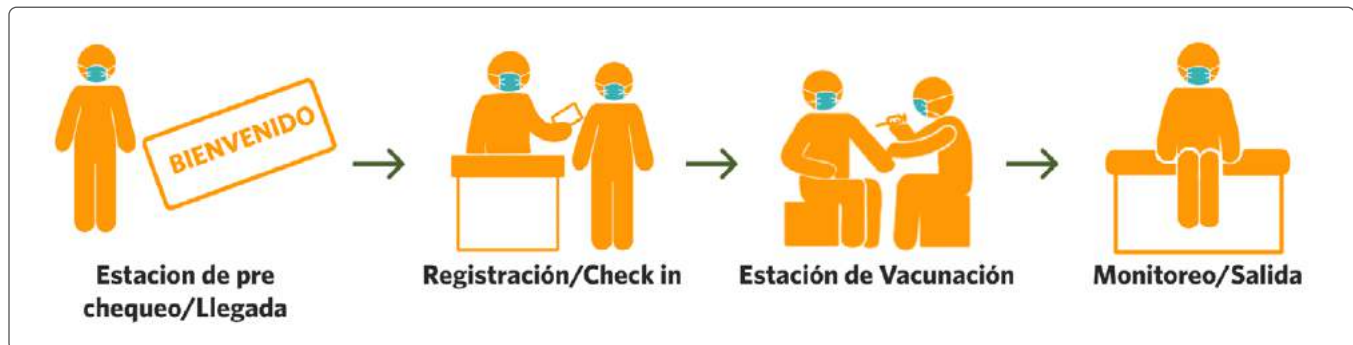 BIENVENIDO
Estacion de pre
chequeo/Llegada
Registración/Check in
Estación de Vacunación
Monitoreo/Salida